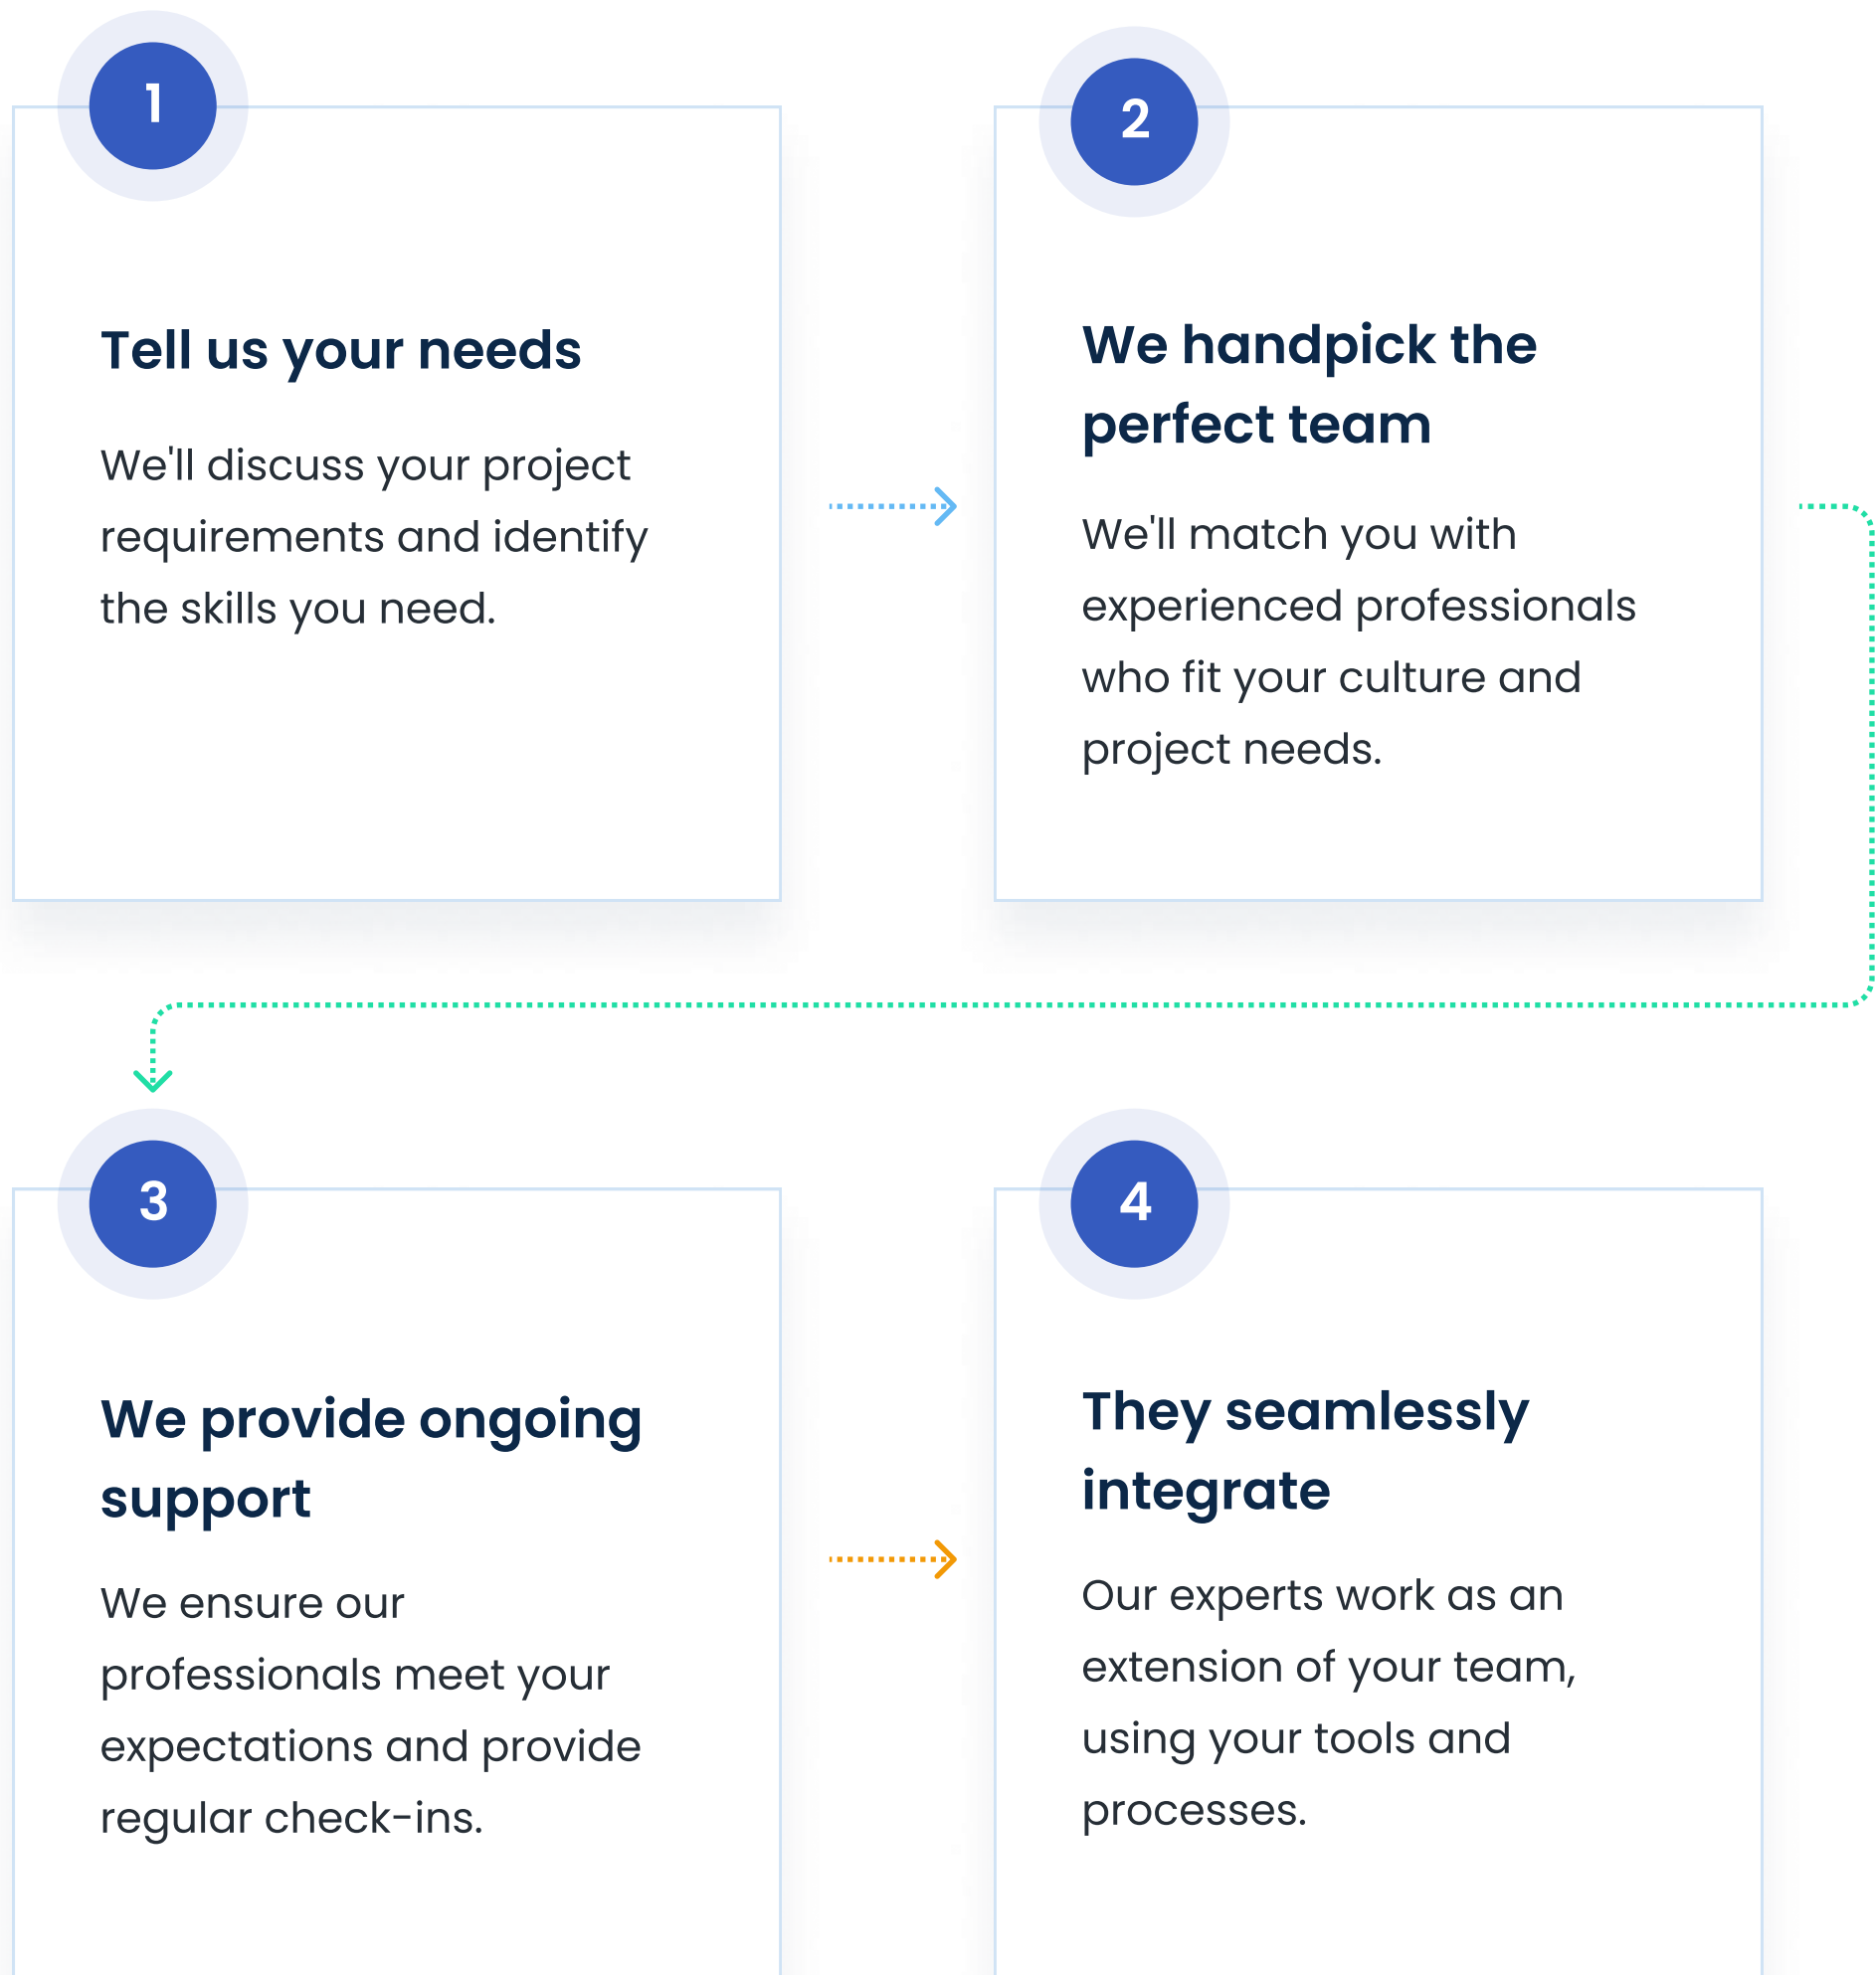 1
Tell us your needs
We'll discuss your project
requirements and identify
the skills you need.
2
We handpick the
perfect team
We'll match you with
experienced professionals
who fit your culture and
project needs.
3
We provide ongoing
support
We ensure our
professionals meet your
expectations and provide
regular check-ins.
4
They seamlessly
integrate
Our experts work as an
extension of your team,
using your tools and
processes.